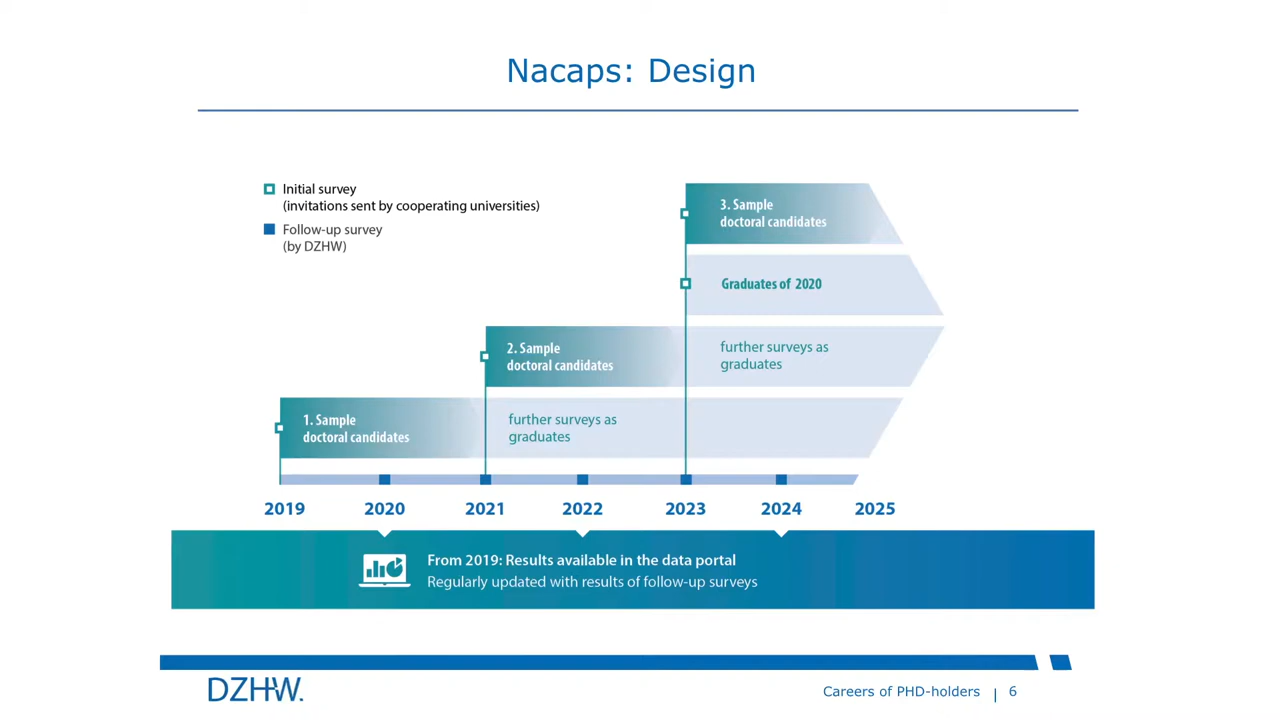 Nacaps: Design
Initial survey
(invitations sent by cooperating universities)
Follow-up survey
(by DZHW)
3. Sample
doctoral candidates
Graduates of 2020
2. Sample
doctoral candidates
further surveys as
graduates
1. Sample
doctoral candidates
further surveys as
graduates
2019 2020 2021 2022 2023 2024 2025
From 2019: Results available in the data portal
Regularly updated with results of follow-up surveys
DZHW.
Careers of PHD-holders | 6